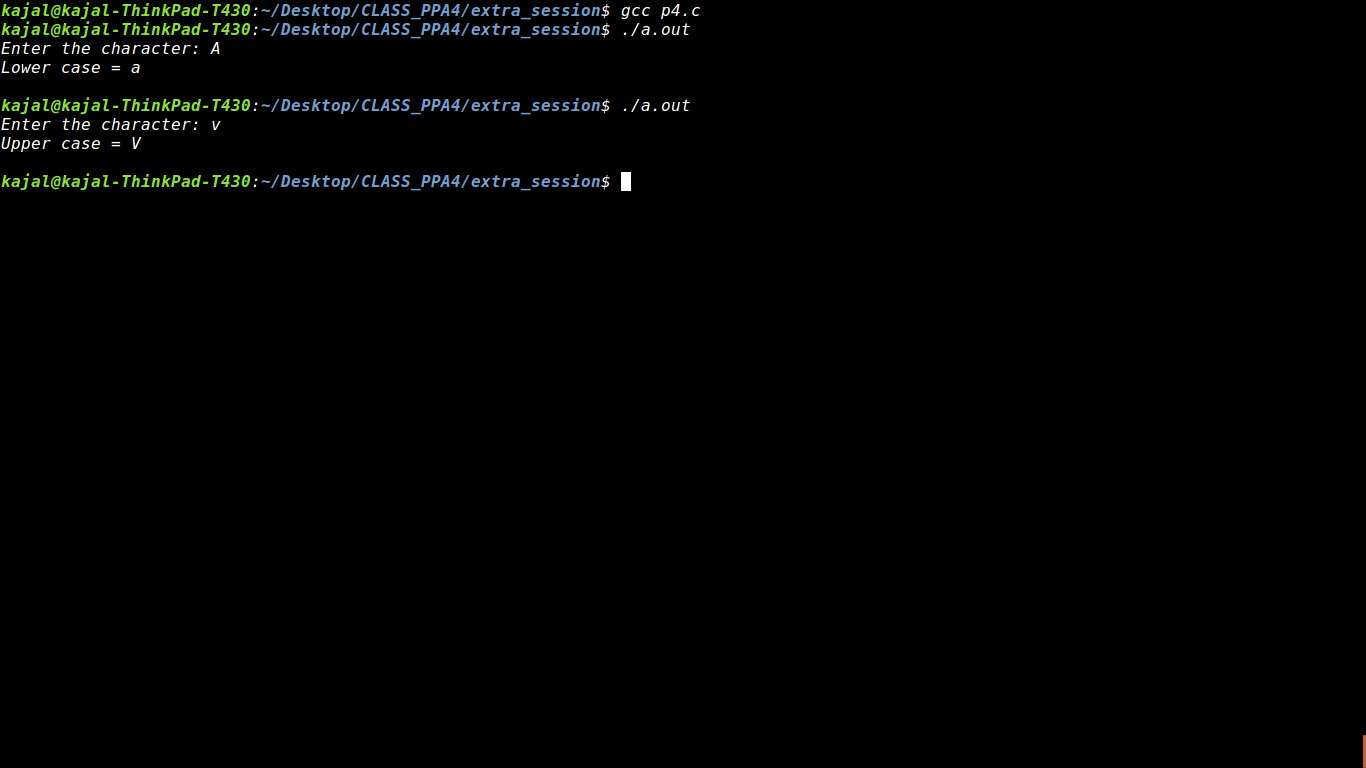 kajal@kajal-ThinkPad-T430:~/Desktop/CLASS_PPA4/extra_session$ gcc p4.c
kajal@kajal-ThinkPad-T430:~/Desktop/CLASS_PPA4/extra_session$ ./a.out
Enter the character: A
Lower case = a
kajal@kajal-ThinkPad-T430:~/Desktop/CLASS_PPA4/extra_session$ ./a.out
Enter the character: v
Upper case = V
kajal@kajal-ThinkPad-T430:~/Desktop/CLASS_PPA4/extra_session$